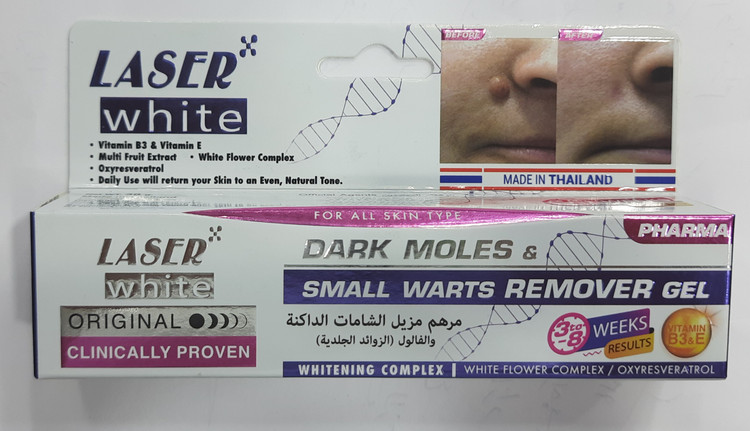 LASER
white
• Vitamin B3 & Vitamin E
• Multi Fruit Extract • White Flower Complex
• Oxyresveratrol
• Daily Use will return your Skin to an Even, Natural Tone.
BEFORE
AFTER
MADE IN THAILAND
FOR ALL SKIN TYPE
PHARMA
LASER
white
ORIGINAL
CLINICALLY PROVEN
DARK MOLES &
SMALL WARTS REMOVER GEL
مرهم مزيل الشامات الداكنة
والفالول (الزوائد الجلدية)
3 to -8 WEEKS
RESULTS
VITAMIN
B3&E
WHITENING COMPLEX | WHITE FLOWER COMPLEX / OXYRESVERATROL